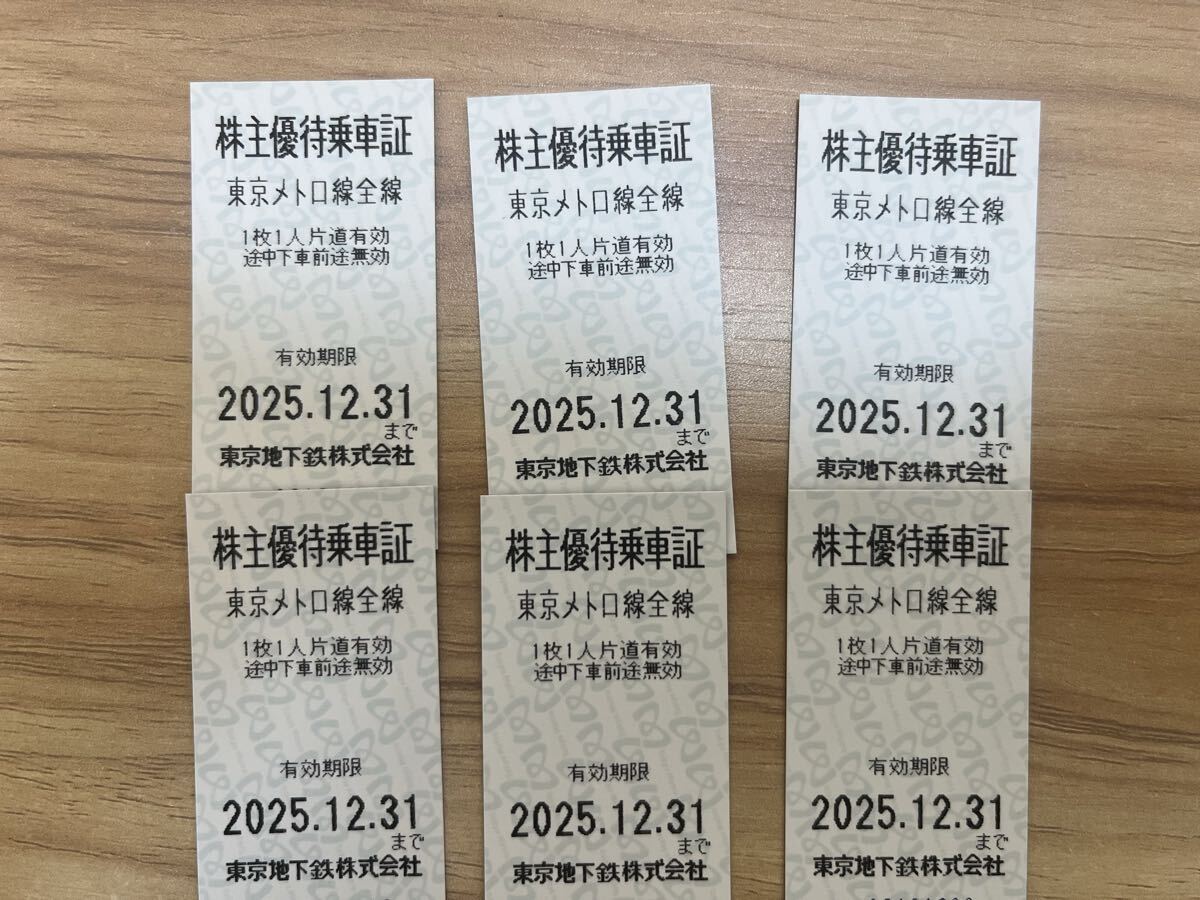 株主優待乗車証
東京メトロ線全線
1枚1人片道有効
途中下車前途無効
有効期限
2025.12.31
まで
東京地下鉄株式会社
株主優待乗車証
東京メトロ線全線
1枚1人片道有効
途中下車前途無効
有効期限
2025.12.31
まで
東京地下鉄株式会社
株主優待乗車証
東京メトロ線全線
1枚1人片道有効
途中下車前途無効
有効期限
2025.12.31
まで
東京地下鉄株式会社
株主優待乗車証
東京メトロ線全線
1枚1人片道有効
途中下車前途無効
有効期限
2025.12.31
まで
東京地下鉄株式会社
株主優待乗車証
東京メトロ線全線
1枚1人片道有効
途中下車前途無効
有効期限
2025.12.31
まで
東京地下鉄株式会社
株主優待乗車証
東京メトロ線全線
1枚1人片道有効
途中下車前途無効
有効期限
2025.12.31
まで
東京地下鉄株式会社